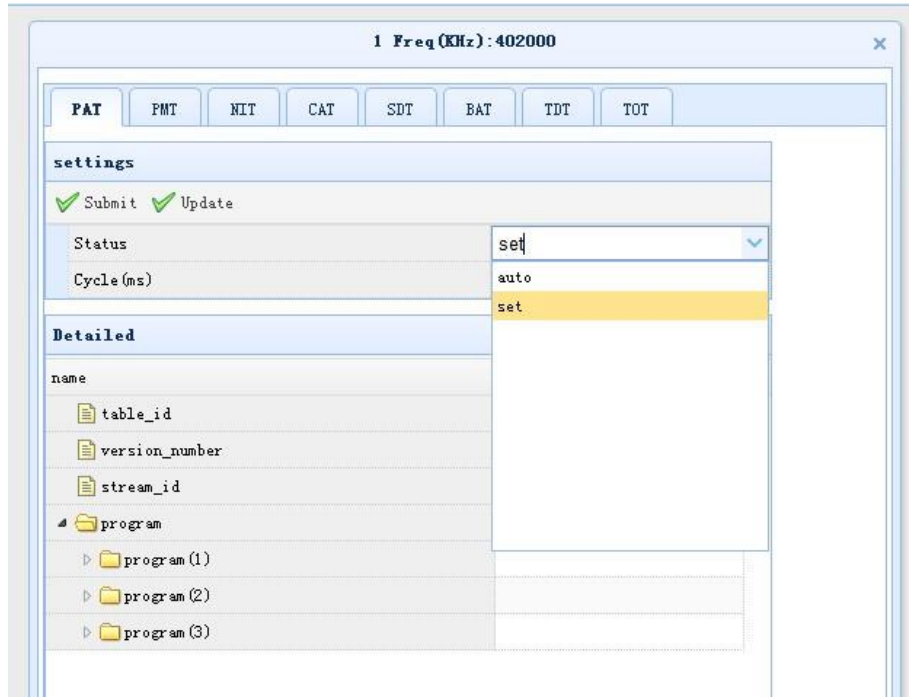 1 Freq(KHz):402000
PAT PMT NIT CAT SDT BAT TDT TOT
settings
Submit Update
Status set
Cycle(ms) auto
set
Detailed
name
table_id
version_number
stream_id
program
program(1)
program(2)
program(3)